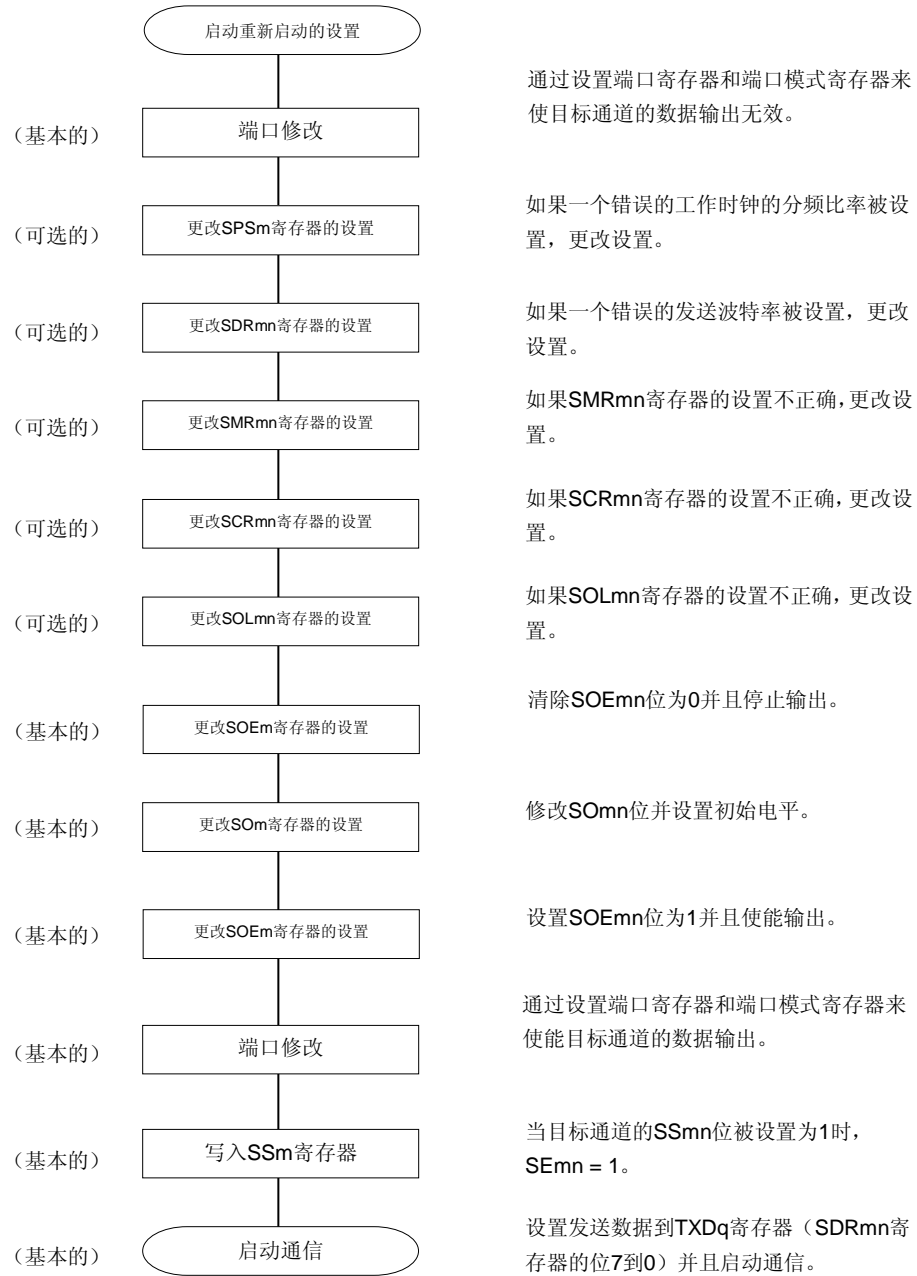 启动重新启动的设置
通过设置端口寄存器和端口模式寄存器来
使目标通道的数据输出无效。
（基本的）
端口修改
（可选的）
更改SPSm寄存器的设置
如果一个错误的工作时钟的分频比率被设
置，更改设置。
（可选的）
更改SDRmn寄存器的设置
如果一个错误的发送波特率被设置，更改
设置。
（可选的）
更改SMRmn寄存器的设置
如果SMRmn寄存器的设置不正确，更改设
置。
（可选的）
更改SCRmn寄存器的设置
如果SCRmn寄存器的设置不正确，更改设
置。
（可选的）
更改SOLmn寄存器的设置
如果SOLmn寄存器的设置不正确，更改设
置。
（基本的）
更改SOEm寄存器的设置
清除SOEmn位为0并且停止输出。
（基本的）
更改SOm寄存器的设置
修改SOmn位并设置初始电平。
（基本的）
更改SOEm寄存器的设置
设置SOEmn位为1并且使能输出。
（基本的）
端口修改
通过设置端口寄存器和端口模式寄存器来
使能目标通道的数据输出。
（基本的）
写入SSm寄存器
当目标通道的SSmn位被设置为1时，
SEmn = 1。
（基本的）
启动通信
设置发送数据到TXDq寄存器（SDRmn寄
存器的位7到0）并且启动通信。